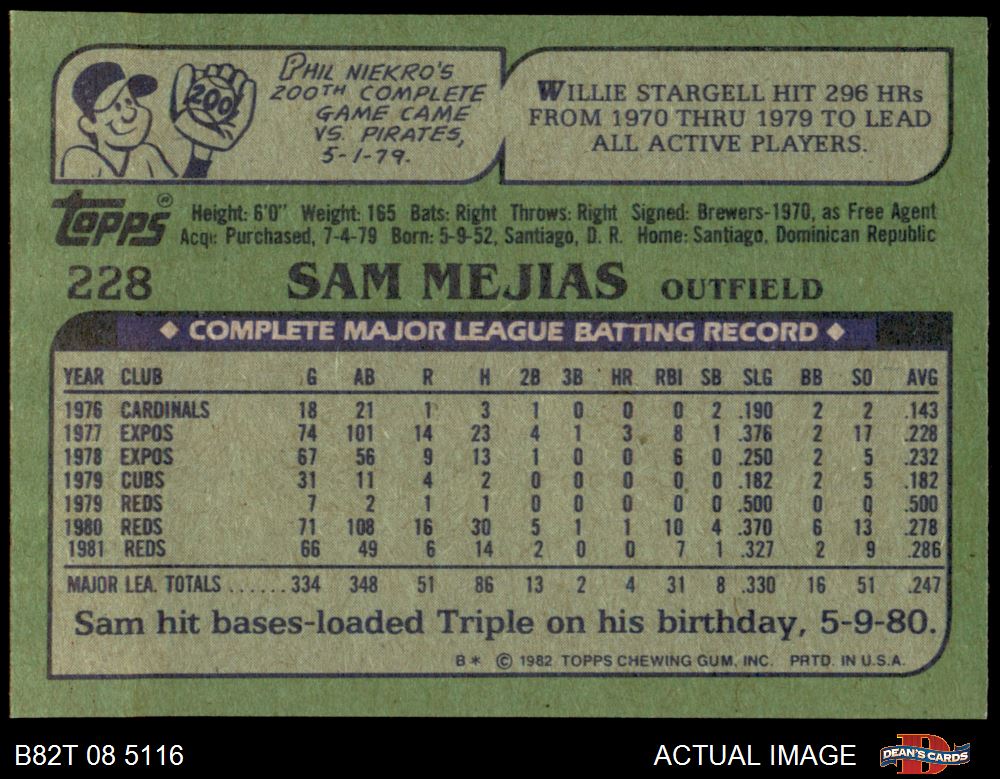 PHIL NIEKRO'S
200TH COMPLETE
GAME CAME
VS. PIRATES,
5-1-79.
200
WILLIE STARGELL HIT 296 HRs
FROM 1970 THRU 1979 TO LEAD
ALL ACTIVE PLAYERS.
Topps®
Height: 6'0" Weight: 165 Bats: Right Throws: Right Signed: Brewers-1970, as Free Agent
Acq: Purchased, 7-4-79 Born: 5-9-52, Santiago, D. R. Home: Santiago, Dominican Republic
228 SAM MEJIAS OUTFIELD
◆ COMPLETE MAJOR LEAGUE BATTING RECORD ◆
YEAR CLUB G AB R H 2B 3B HR RBI SB SLG BB SO AVG
1976 CARDINALS 18 21 1 3 1 0 0 0 2 .190 2 2 .143
1977 EXPOS 74 101 14 23 4 1 3 8 1 .376 2 17 .228
1978 EXPOS 67 56 9 13 1 0 0 6 0 .250 2 5 .232
1979 CUBS 31 11 4 2 0 0 0 0 0 .182 2 5 .182
1979 REDS 7 2 1 1 0 0 0 0 0 .500 0 0 .500
1980 REDS 71 108 16 30 5 1 1 10 4 .370 6 13 .278
1981 REDS 66 49 6 14 2 0 0 7 1 .327 2 9 .286
MAJOR LEA. TOTALS ...... 334 348 51 86 13 2 4 31 8 .330 16 51 .247
Sam hit bases-loaded Triple on his birthday, 5-9-80.
B* © 1982 TOPPS CHEWING GUM, INC. PRTD. IN U.S.A.
B82T 08 5116 ACTUAL IMAGE DEAN'S CARDS